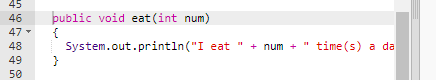 45
46 public void eat(int num)
47 {
48 System.out.println("I eat " + num + " time(s) a da
49 }
50